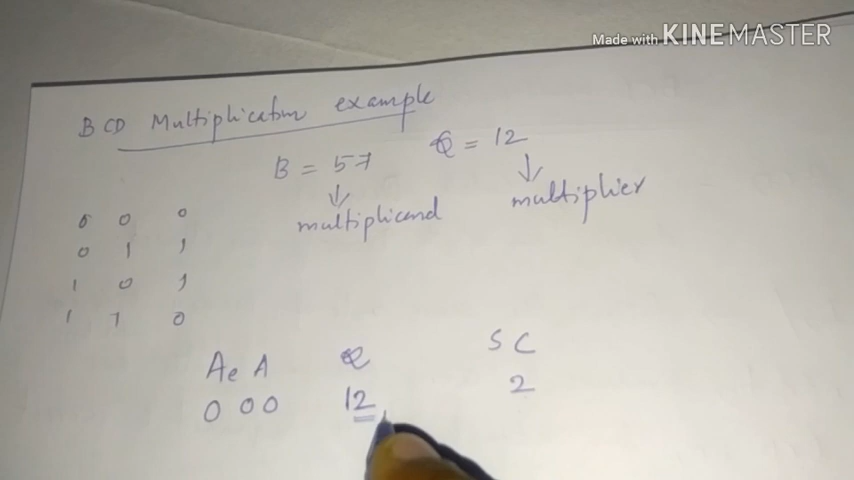 Made with KINEMASTER
BCD Multiplication example
B = 57 Q = 12
multiplicand multiplier
0 0 0
0 1 1
1 0 1
1 1 0
Ae A Q SC
0 00 12 2